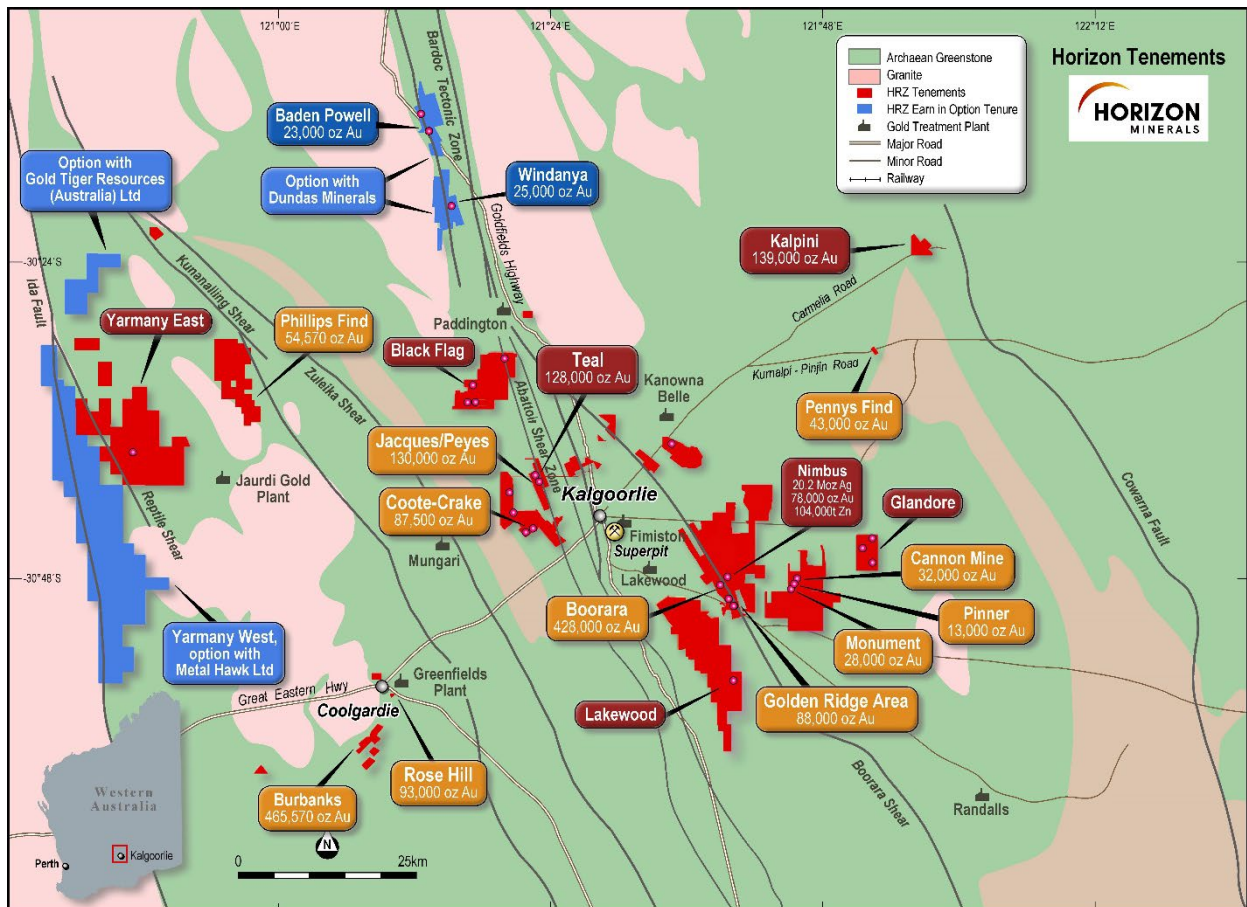 121°00'
121°24'
121°48'
122°12'
-30°24'S
-30°48'S
Horizon Tenements
HORIZON
MINERALS
Archaean Greenstone
Granite
HRZ Tenements
HRZ Earn in Option Tenure
Gold Treatment Plant
Major Road
Minor Road
Railway
Bardoc Tectonic Zone
Baden Powell
23,000 oz Au
Option with
Gold Tiger Resources
(Australia) Ltd
Option with
Dundas Minerals
Windanya
25,000 oz Au
Goldfields Highway
Kalpini
139,000 oz Au
Carmelia Road
Ida Fault
Kunanalling Shear
Yarmany East
Phillips Find
54,570 oz Au
Zuleika Shear
Paddington
Black Flag
Teal
128,000 oz Au
Kanowna
Belle
Kurnalpi - Pinjin Road
Pennys Find
43,000 oz Au
Abattoir Shear Zone
Jacques/Peyes
130,000 oz Au
Coote-Crake
87,500 oz Au
Jaurdi Gold
Plant
Reptile Shear
Kalgoorlie
Nimbus
20.2 Moz Ag
78,000 oz Au
104,000t Zn
Glandore
Cowarna Fault
Fimiston
Superpit
Mungari
Lakewood
Cannon Mine
32,000 oz Au
Boorara
428,000 oz Au
Pinner
13,000 oz Au
Monument
28,000 oz Au
Yarmany West,
option with
Metal Hawk Ltd
Great Eastern Hwy
Greenfields
Plant
Coolgardie
Lakewood
Golden Ridge Area
88,000 oz Au
Rose Hill
93,000 oz Au
Burbanks
465,570 oz Au
Boorara Shear
Randalls
Western
Australia
Perth
Kalgoorlie
N
0
25km